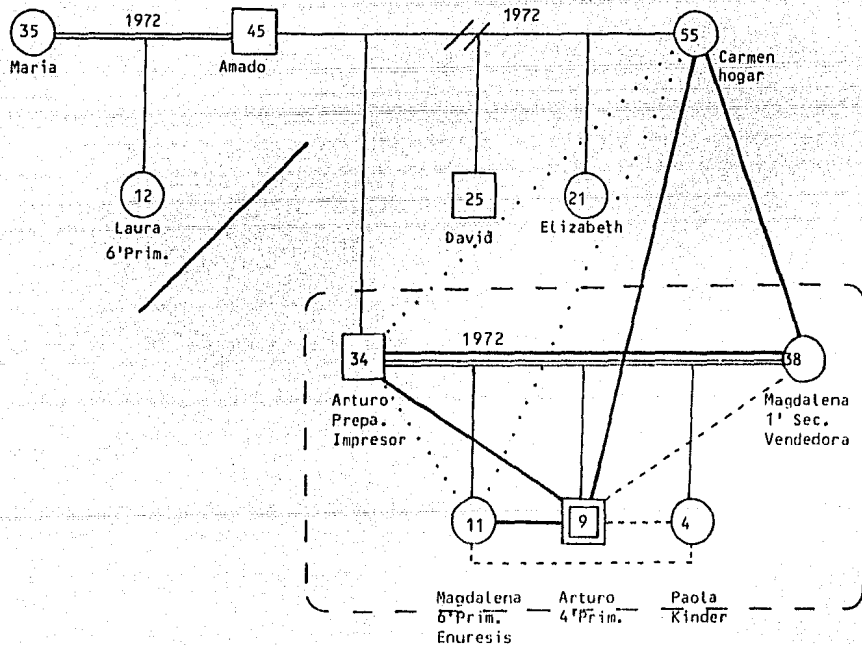 1972
1972
35
45
55
Maria
Amado
Carmen
hogar
12
25
21
Laura
6'Prim.
David
Elizabeth
1972
34
38
Arturo
Prepa.
Impresor
Magdalena
1' Sec.
Vendedora
11
9
4
Magdalena
6'Prim.
Enuresis
Arturo
4'Prim.
Paola
Kinder